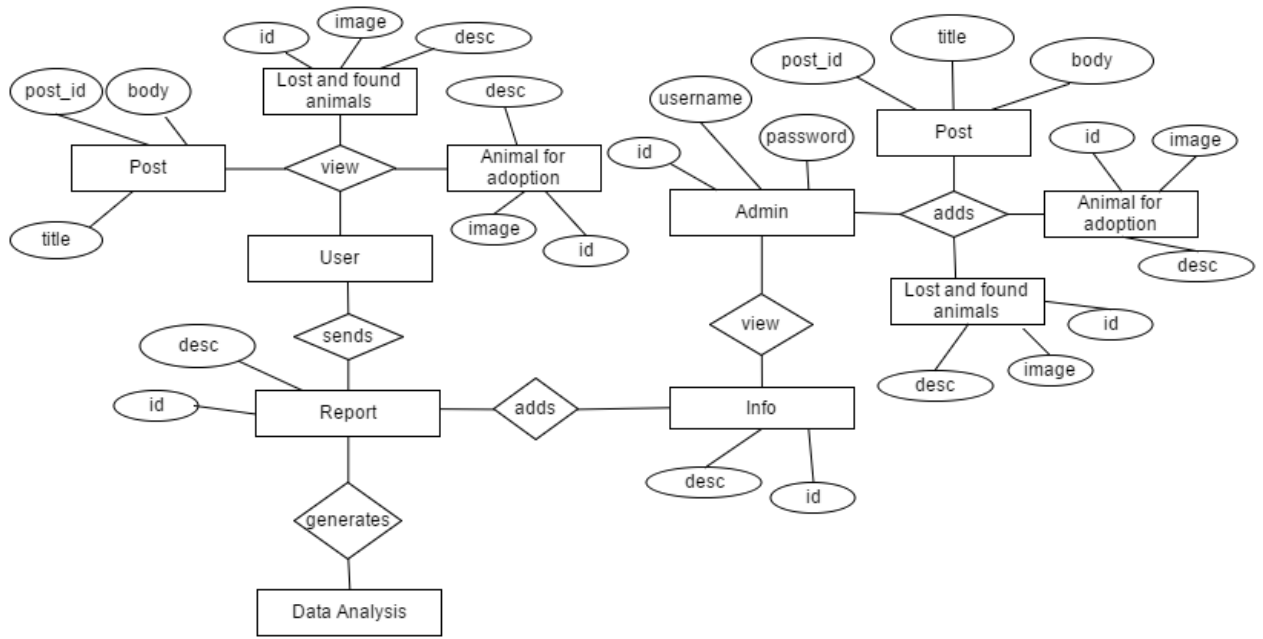 id
image
desc
Lost and found
animals
post_id
body
desc
Post
view
Animal for
adoption
title
image
id
User
sends
desc
id
Report
adds
generates
Data Analysis
post_id
title
body
username
password
id
Post
id
image
Admin
adds
Animal for
adoption
desc
Lost and found
animals
id
image
desc
view
Info
desc
id